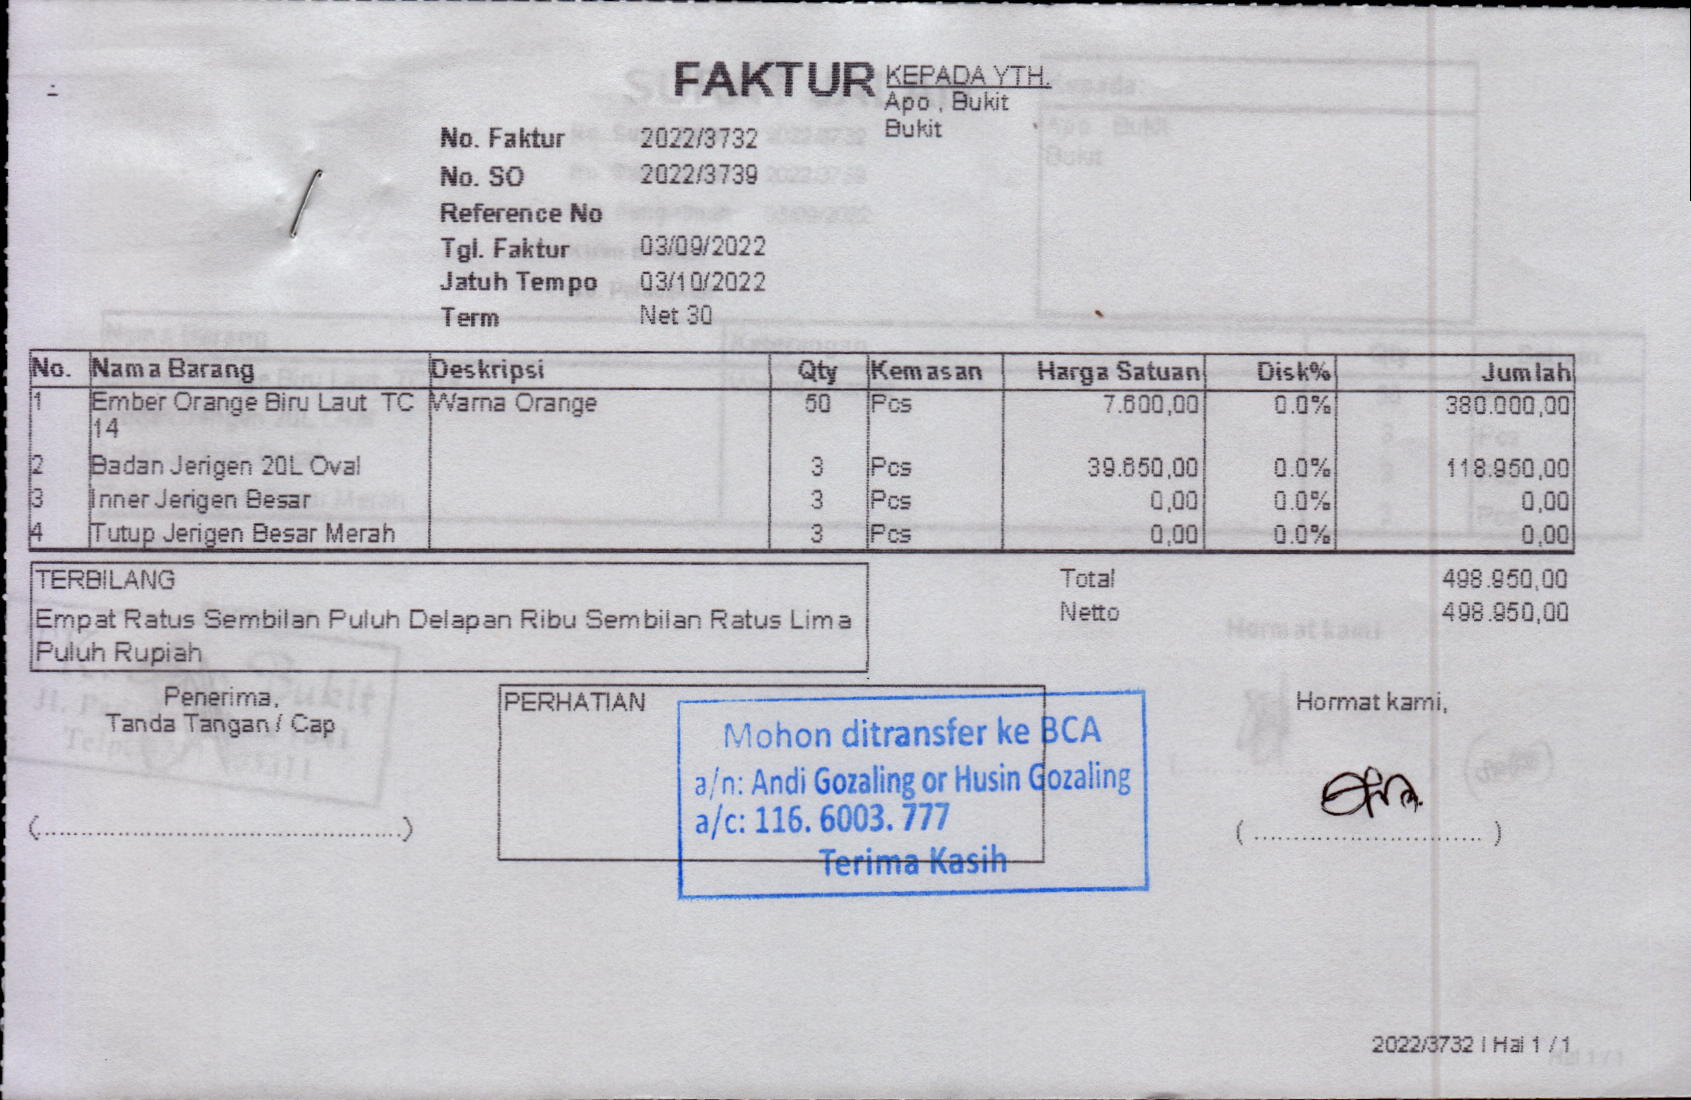 FAKTUR
KEPADA YTH.
Apo , Bukit
Bukit
No. Faktur 2022/3732
No. SO 2022/3739
Reference No
Tgl. Faktur 03/09/2022
Jatuh Tempo 03/10/2022
Term Net 30
No. Nama Barang Deskripsi Qty Kemasan Harga Satuan Disk% Jumlah
1 Ember Orange Biru Laut TC Warna Orange 50 Pcs 7.600,00 0.0% 380.000,00
14
2 Badan Jerigen 20L Oval 3 Pcs 39.650,00 0.0% 118.950,00
3 Inner Jerigen Besar 3 Pcs 0,00 0.0% 0,00
4 Tutup Jerigen Besar Merah 3 Pcs 0,00 0.0% 0,00
TERBILANG
Empat Ratus Sembilan Puluh Delapan Ribu Sembilan Ratus Lima
Puluh Rupiah
Total 498.950,00
Netto 498.950,00
Penerima,
Tanda Tangan / Cap
(............................................)
PERHATIAN
Mohon ditransfer ke BCA
a/n: Andi Gozaling or Husin Gozaling
a/c: 116. 6003. 777
Terima Kasih
Hormat kami,
( ............................. )
2022/3732 | Hal 1 / 1